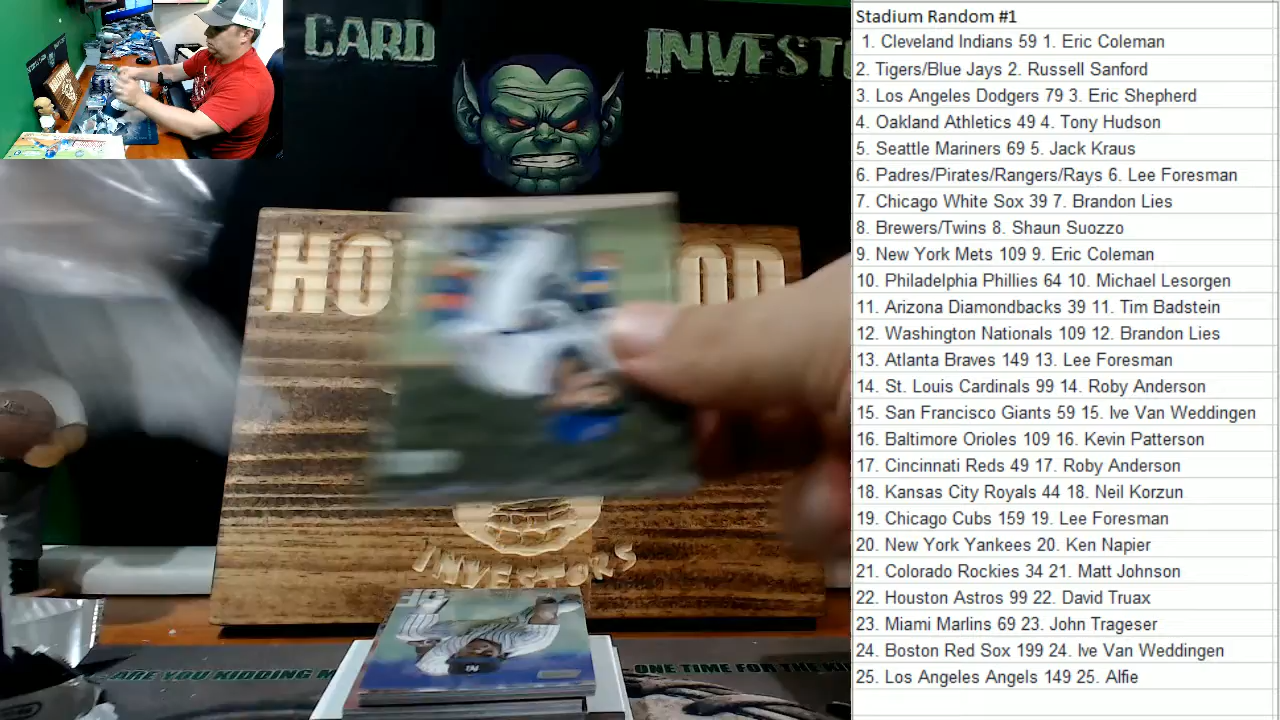 CARD INVEST
HO OD
INVESTORS
ARE YOU KIDDING M
ONE TIME FOR THE KI
Stadium Random #1
1. Cleveland Indians 59 1. Eric Coleman
2. Tigers/Blue Jays 2. Russell Sanford
3. Los Angeles Dodgers 79 3. Eric Shepherd
4. Oakland Athletics 49 4. Tony Hudson
5. Seattle Mariners 69 5. Jack Kraus
6. Padres/Pirates/Rangers/Rays 6. Lee Foresman
7. Chicago White Sox 39 7. Brandon Lies
8. Brewers/Twins 8. Shaun Suozzo
9. New York Mets 109 9. Eric Coleman
10. Philadelphia Phillies 64 10. Michael Lesorgen
11. Arizona Diamondbacks 39 11. Tim Badstein
12. Washington Nationals 109 12. Brandon Lies
13. Atlanta Braves 149 13. Lee Foresman
14. St. Louis Cardinals 99 14. Roby Anderson
15. San Francisco Giants 59 15. Ive Van Weddingen
16. Baltimore Orioles 109 16. Kevin Patterson
17. Cincinnati Reds 49 17. Roby Anderson
18. Kansas City Royals 44 18. Neil Korzun
19. Chicago Cubs 159 19. Lee Foresman
20. New York Yankees 20. Ken Napier
21. Colorado Rockies 34 21. Matt Johnson
22. Houston Astros 99 22. David Truax
23. Miami Marlins 69 23. John Trageser
24. Boston Red Sox 199 24. Ive Van Weddingen
25. Los Angeles Angels 149 25. Alfie